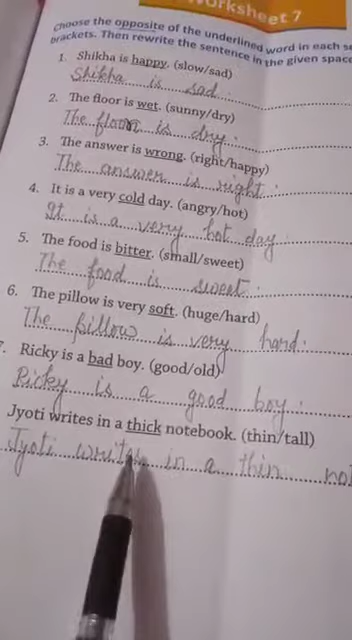 Worksheet 7
Choose the opposite of the underlined word in each se
brackets. Then rewrite the sentence in the given space
1. Shikha is happy. (slow/sad)
Shikha is sad.
2. The floor is wet. (sunny/dry)
The floor is dry.
3. The answer is wrong. (right/happy)
The answer is right.
4. It is a very cold day. (angry/hot)
It is a very hot day.
5. The food is bitter. (small/sweet)
The food is sweet.
6. The pillow is very soft. (huge/hard)
The pillow is very hard.
7. Ricky is a bad boy. (good/old)
Ricky is a good boy.
Jyoti writes in a thick notebook. (thin/tall)
Jyoti writes in a thin not